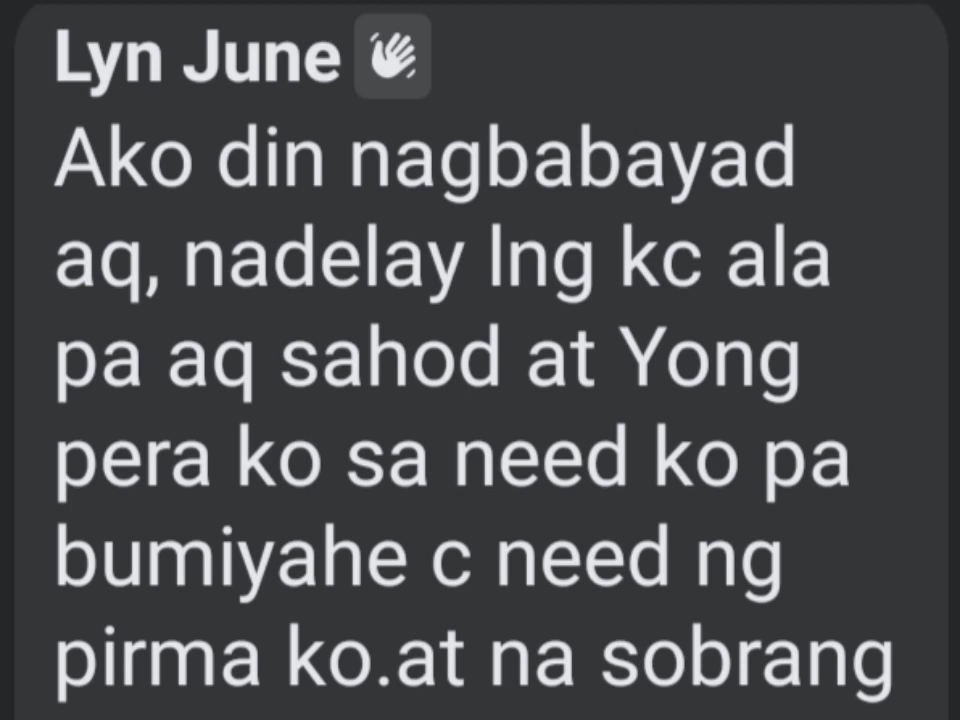 Lyn June
Ako din nagbabayad
aq, nadelay lng kc ala
pa aq sahod at Yong
pera ko sa need ko pa
bumiyahe c need ng
pirma ko.at na sobrang